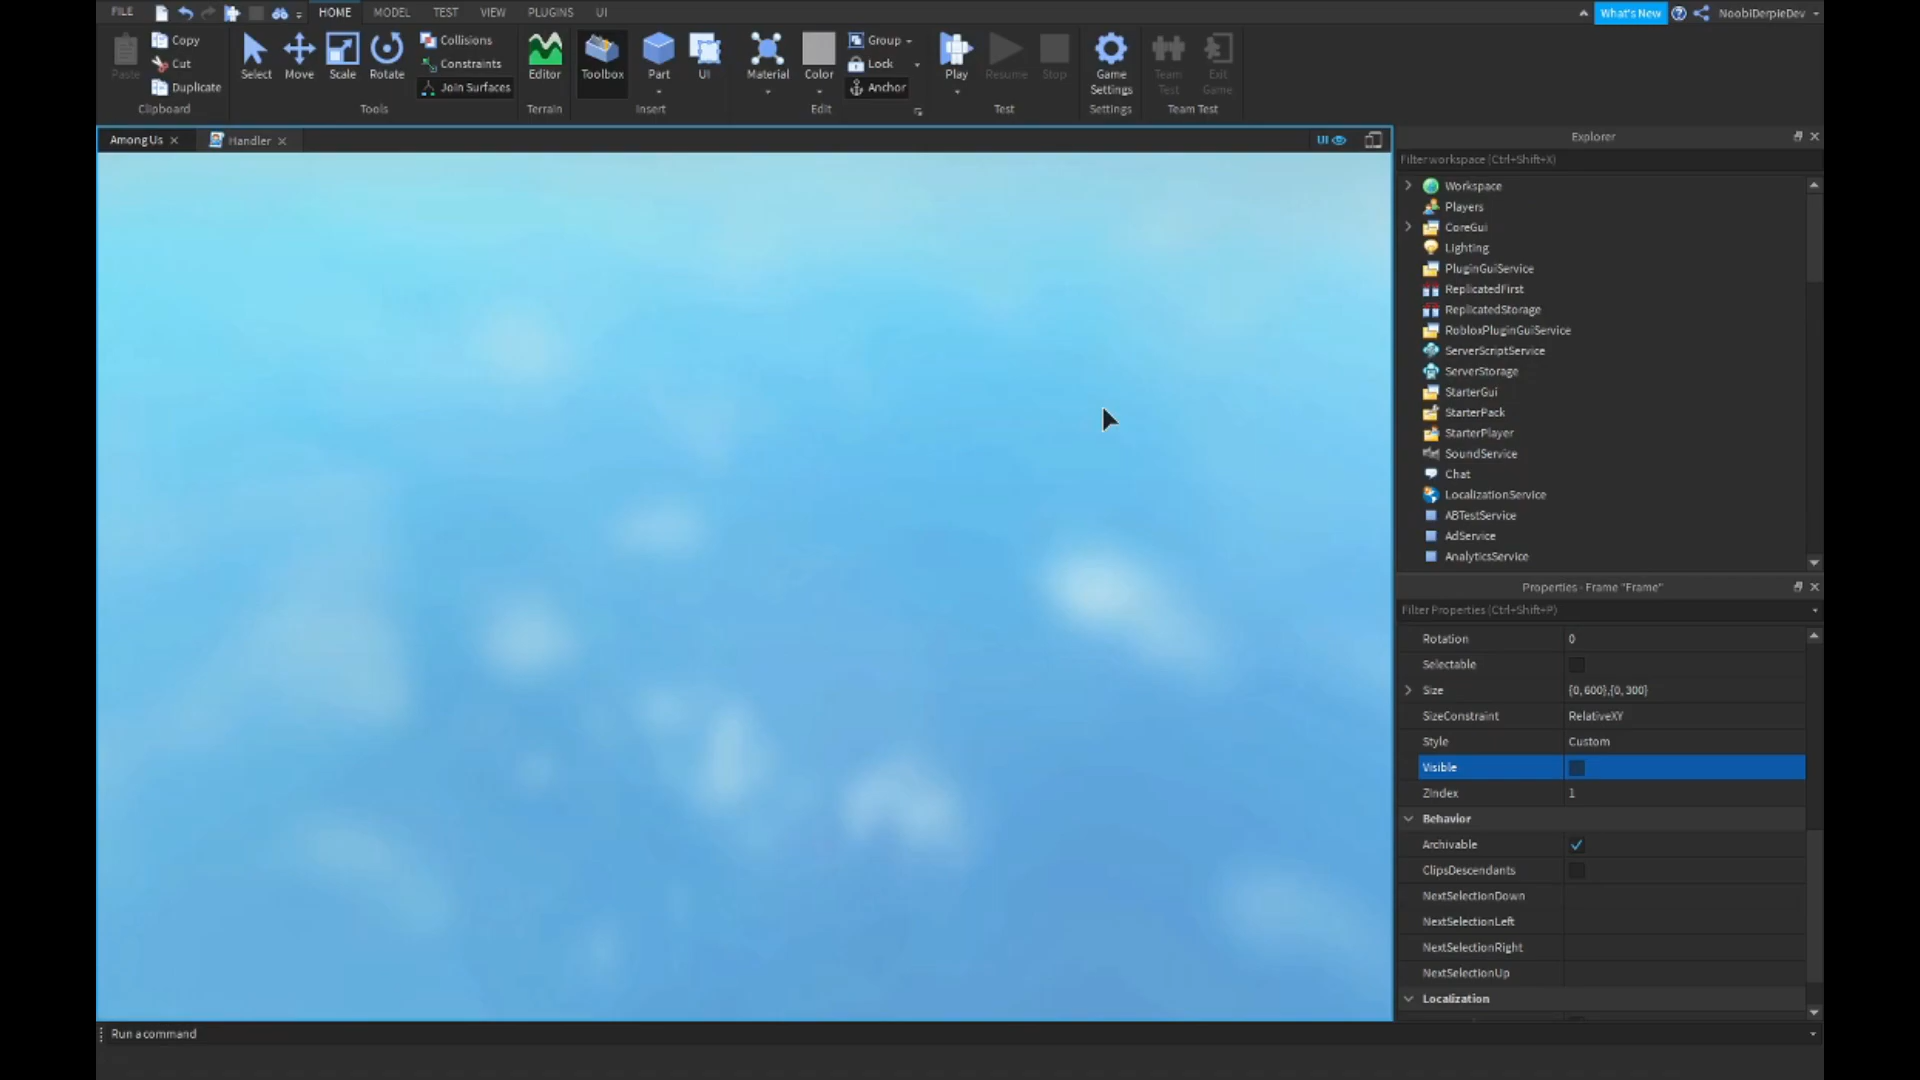 FILE HOME MODEL TEST VIEW PLUGINS UI What's New NoobiDerpieDev
Paste Copy Cut Duplicate Clipboard
Select Move Scale Rotate Collisions Constraints Join Surfaces Tools
Editor Terrain
Toolbox Part UI Insert
Material Color Group Lock Anchor Edit
Play Resume Stop Test
Game Settings Settings
Team Test Exit Game Team Test
Among Us Handler UI
Explorer
Filter workspace (Ctrl+Shift+X)
Workspace
Players
CoreGui
Lighting
PluginGuiService
ReplicatedFirst
ReplicatedStorage
RobloxPluginGuiService
ServerScriptService
ServerStorage
StarterGui
StarterPack
StarterPlayer
SoundService
Chat
LocalizationService
ABTestService
AdService
AnalyticsService
Properties - Frame "Frame"
Filter Properties (Ctrl+Shift+P)
Rotation 0
Selectable
Size {0, 600},{0, 300}
SizeConstraint RelativeXY
Style Custom
Visible
ZIndex 1
Behavior
Archivable
ClipsDescendants
NextSelectionDown
NextSelectionLeft
NextSelectionRight
NextSelectionUp
Localization
Run a command